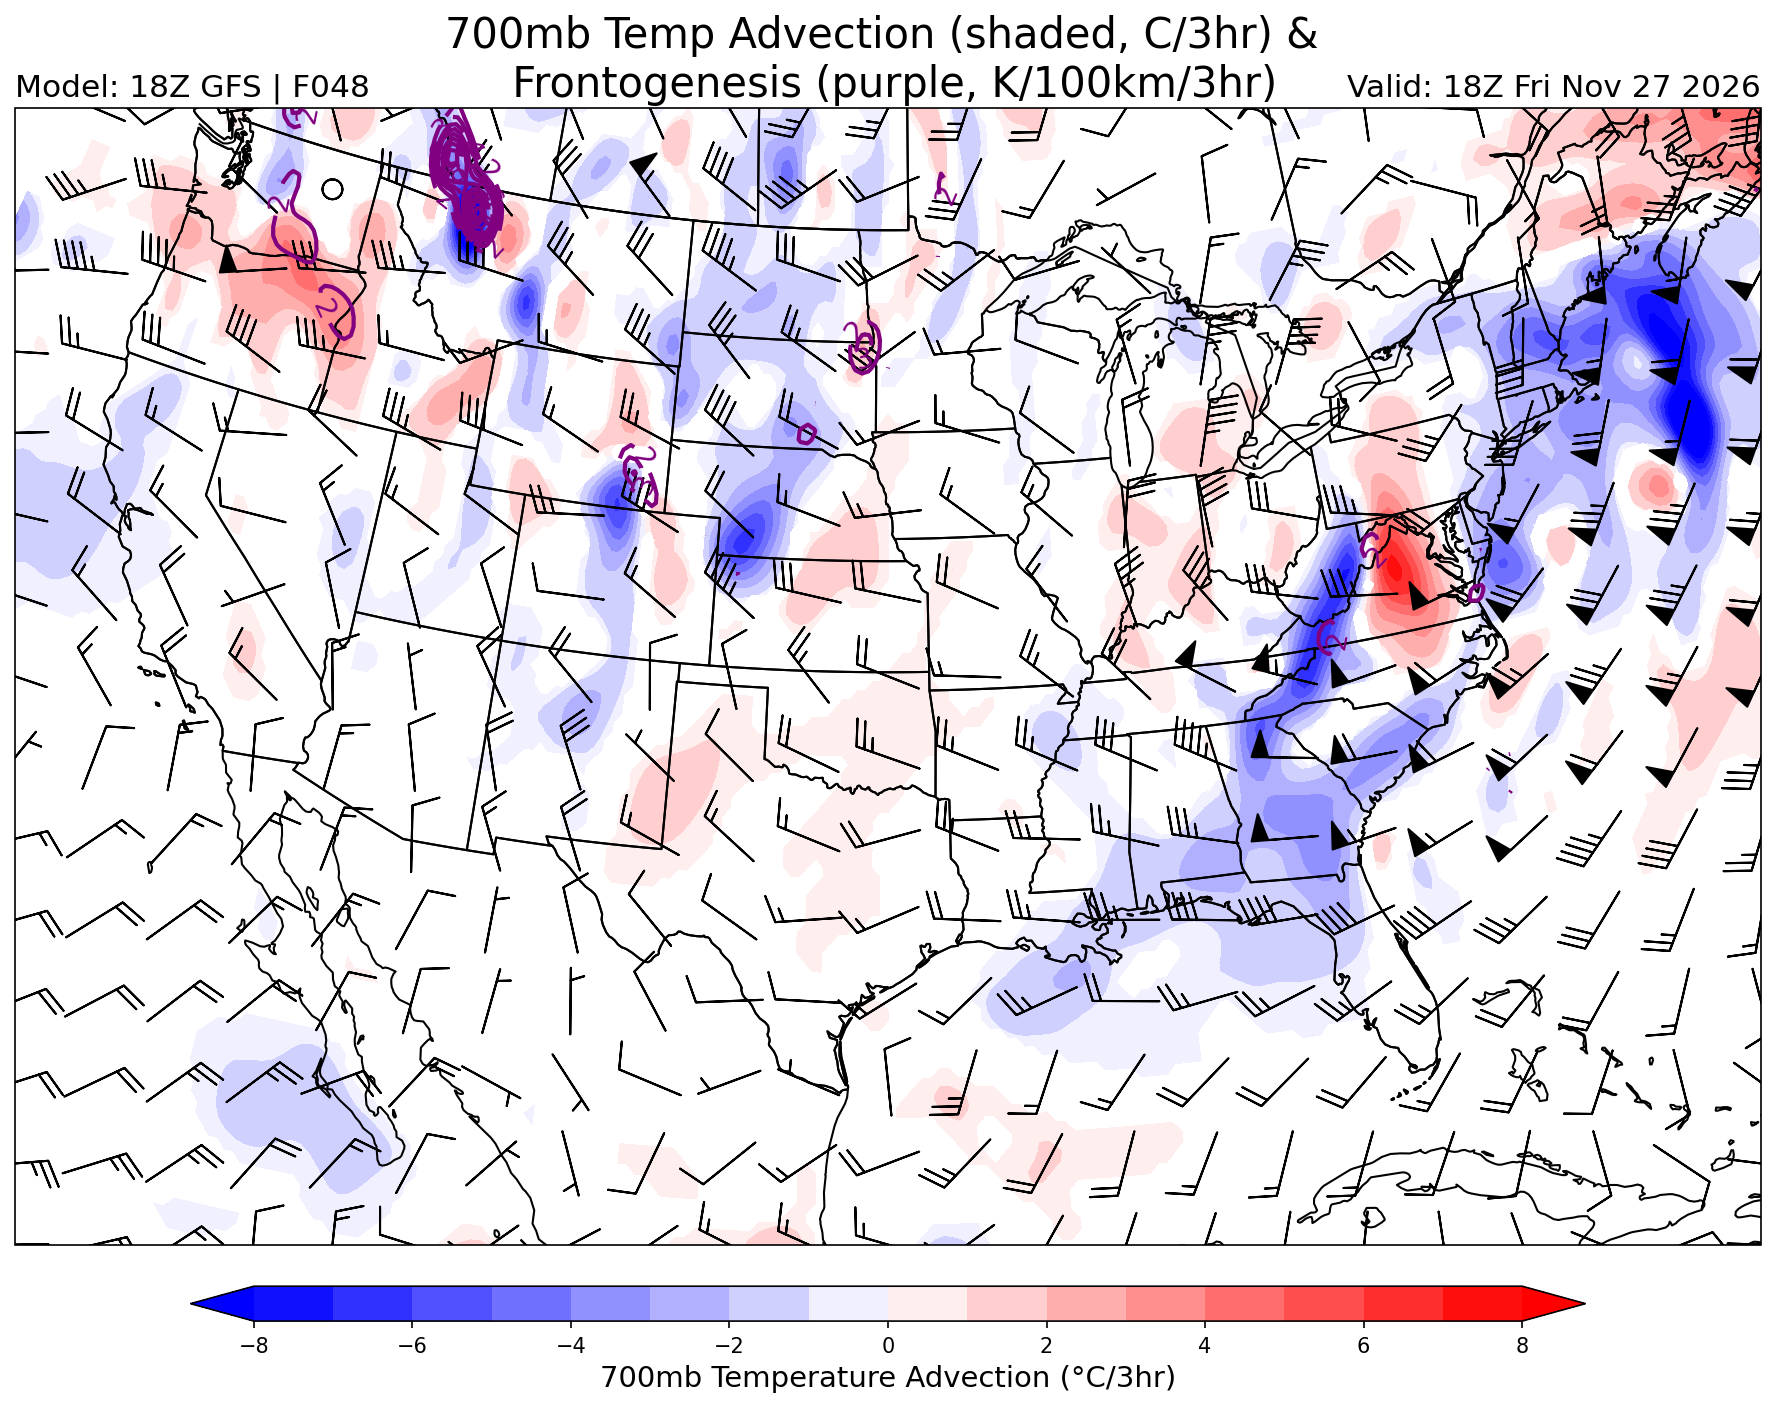 700mb Temp Advection (shaded, C/3hr) &
Model: 18Z GFS | F048 Frontogenesis (purple, K/100km/3hr) Valid: 18Z Fri Nov 27 2026
−8 −6 −4 −2 0 2 4 6 8
700mb Temperature Advection (°C/3hr)